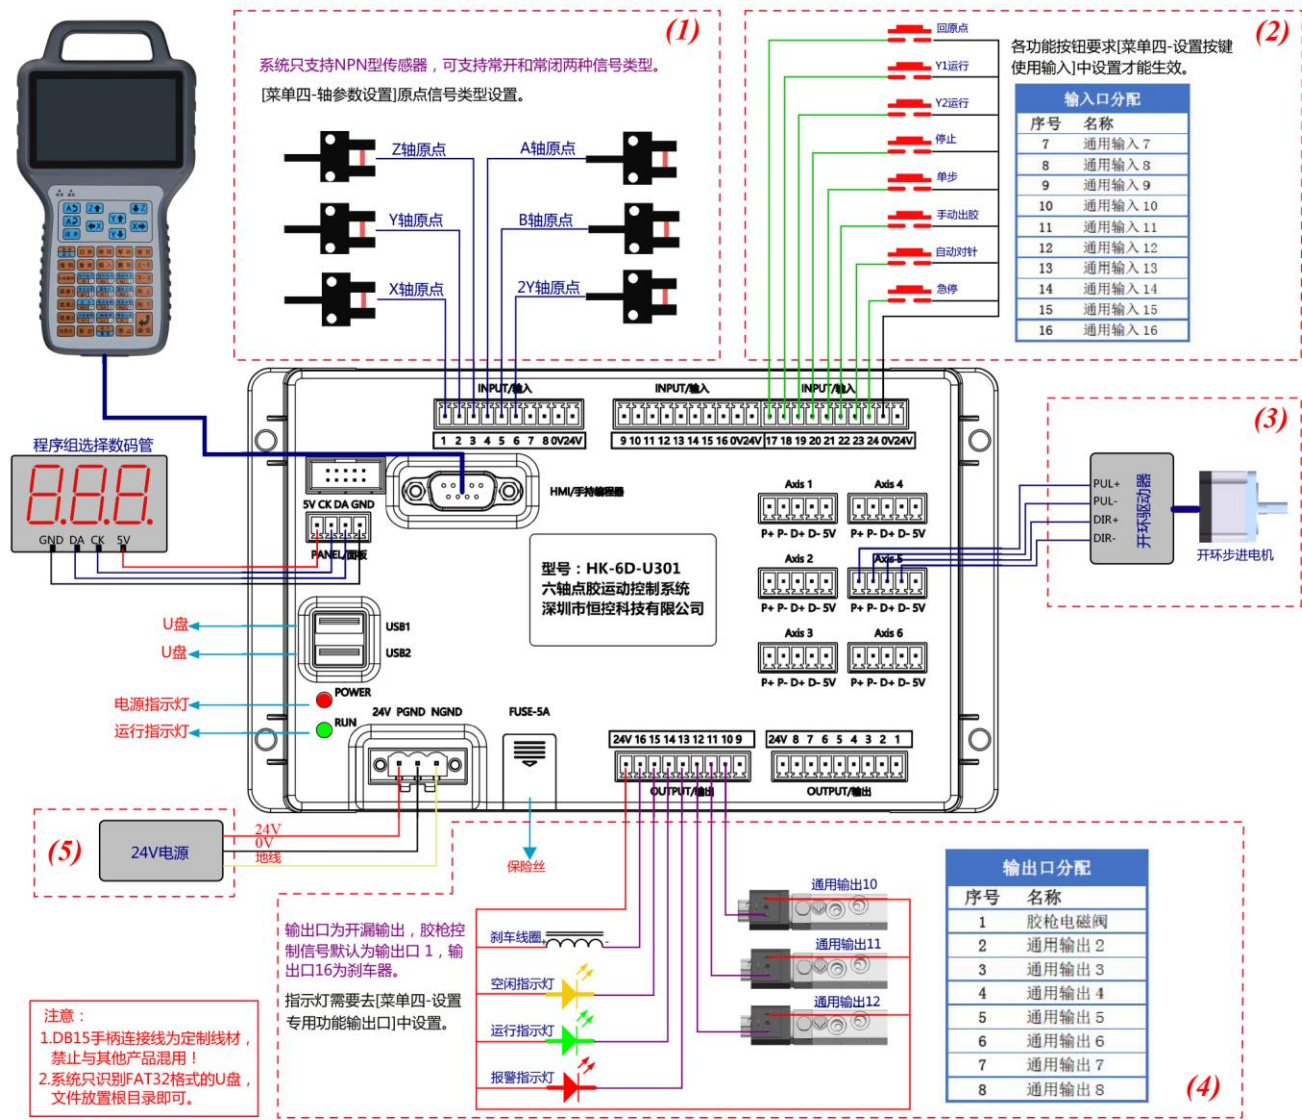 (1)
系统只支持NPN型传感器，可支持常开和常闭两种信号类型。
[菜单四-轴参数设置]原点信号类型设置。
Z轴原点
A轴原点
Y轴原点
B轴原点
X轴原点
2Y轴原点
(2)
回原点
Y1运行
Y2运行
停止
单步
手动出胶
自动对针
急停
各功能按钮要求[菜单四-设置按键
使用输入]中设置才能生效。
输入口分配
序号 名称
7 通用输入 7
8 通用输入 8
9 通用输入 9
10 通用输入 10
11 通用输入 11
12 通用输入 12
13 通用输入 13
14 通用输入 14
15 通用输入 15
16 通用输入 16
INPUT/输入
1 2 3 4 5 6 7 8 0V24V
INPUT/输入
9 10 11 12 13 14 15 16 0V24V
INPUT/输入
17 18 19 20 21 22 23 24 0V24V
程序组选择数码管
8.8.8.
GND DA CK 5V
5V CK DA GND
PANEL/面板
HMI/手持编程器
型号：HK-6D-U301
六轴点胶运动控制系统
深圳市恒控科技有限公司
Axis 1
P+ P- D+ D- 5V
Axis 4
P+ P- D+ D- 5V
Axis 2
P+ P- D+ D- 5V
Axis 5
P+ P- D+ D- 5V
Axis 3
P+ P- D+ D- 5V
Axis 6
P+ P- D+ D- 5V
(3)
PUL+
PUL-
DIR+
DIR-
开环驱动器
开环步进电机
U盘
USB1
U盘
USB2
电源指示灯
POWER
运行指示灯
RUN
24V PGND NGND
FUSE-5A
24V 16 15 14 13 12 11 10 9
OUTPUT/输出
24V 8 7 6 5 4 3 2 1
OUTPUT/输出
(5)
24V电源
24V
0V
地线
保险丝
输出口为开漏输出，胶枪控
制信号默认为输出口 1，输
出口16为刹车器。
指示灯需要去[菜单四-设置
专用功能输出口]中设置。
刹车线圈
+
-
空闲指示灯
运行指示灯
报警指示灯
通用输出10
通用输出11
通用输出12
输出口分配
序号 名称
1 胶枪电磁阀
2 通用输出 2
3 通用输出 3
4 通用输出 4
5 通用输出 5
6 通用输出 6
7 通用输出 7
8 通用输出 8
(4)
注意：
1.DB15手柄连接线为定制线材，
禁止与其他产品混用！
2.系统只识别FAT32格式的U盘，
文件放置根目录即可。